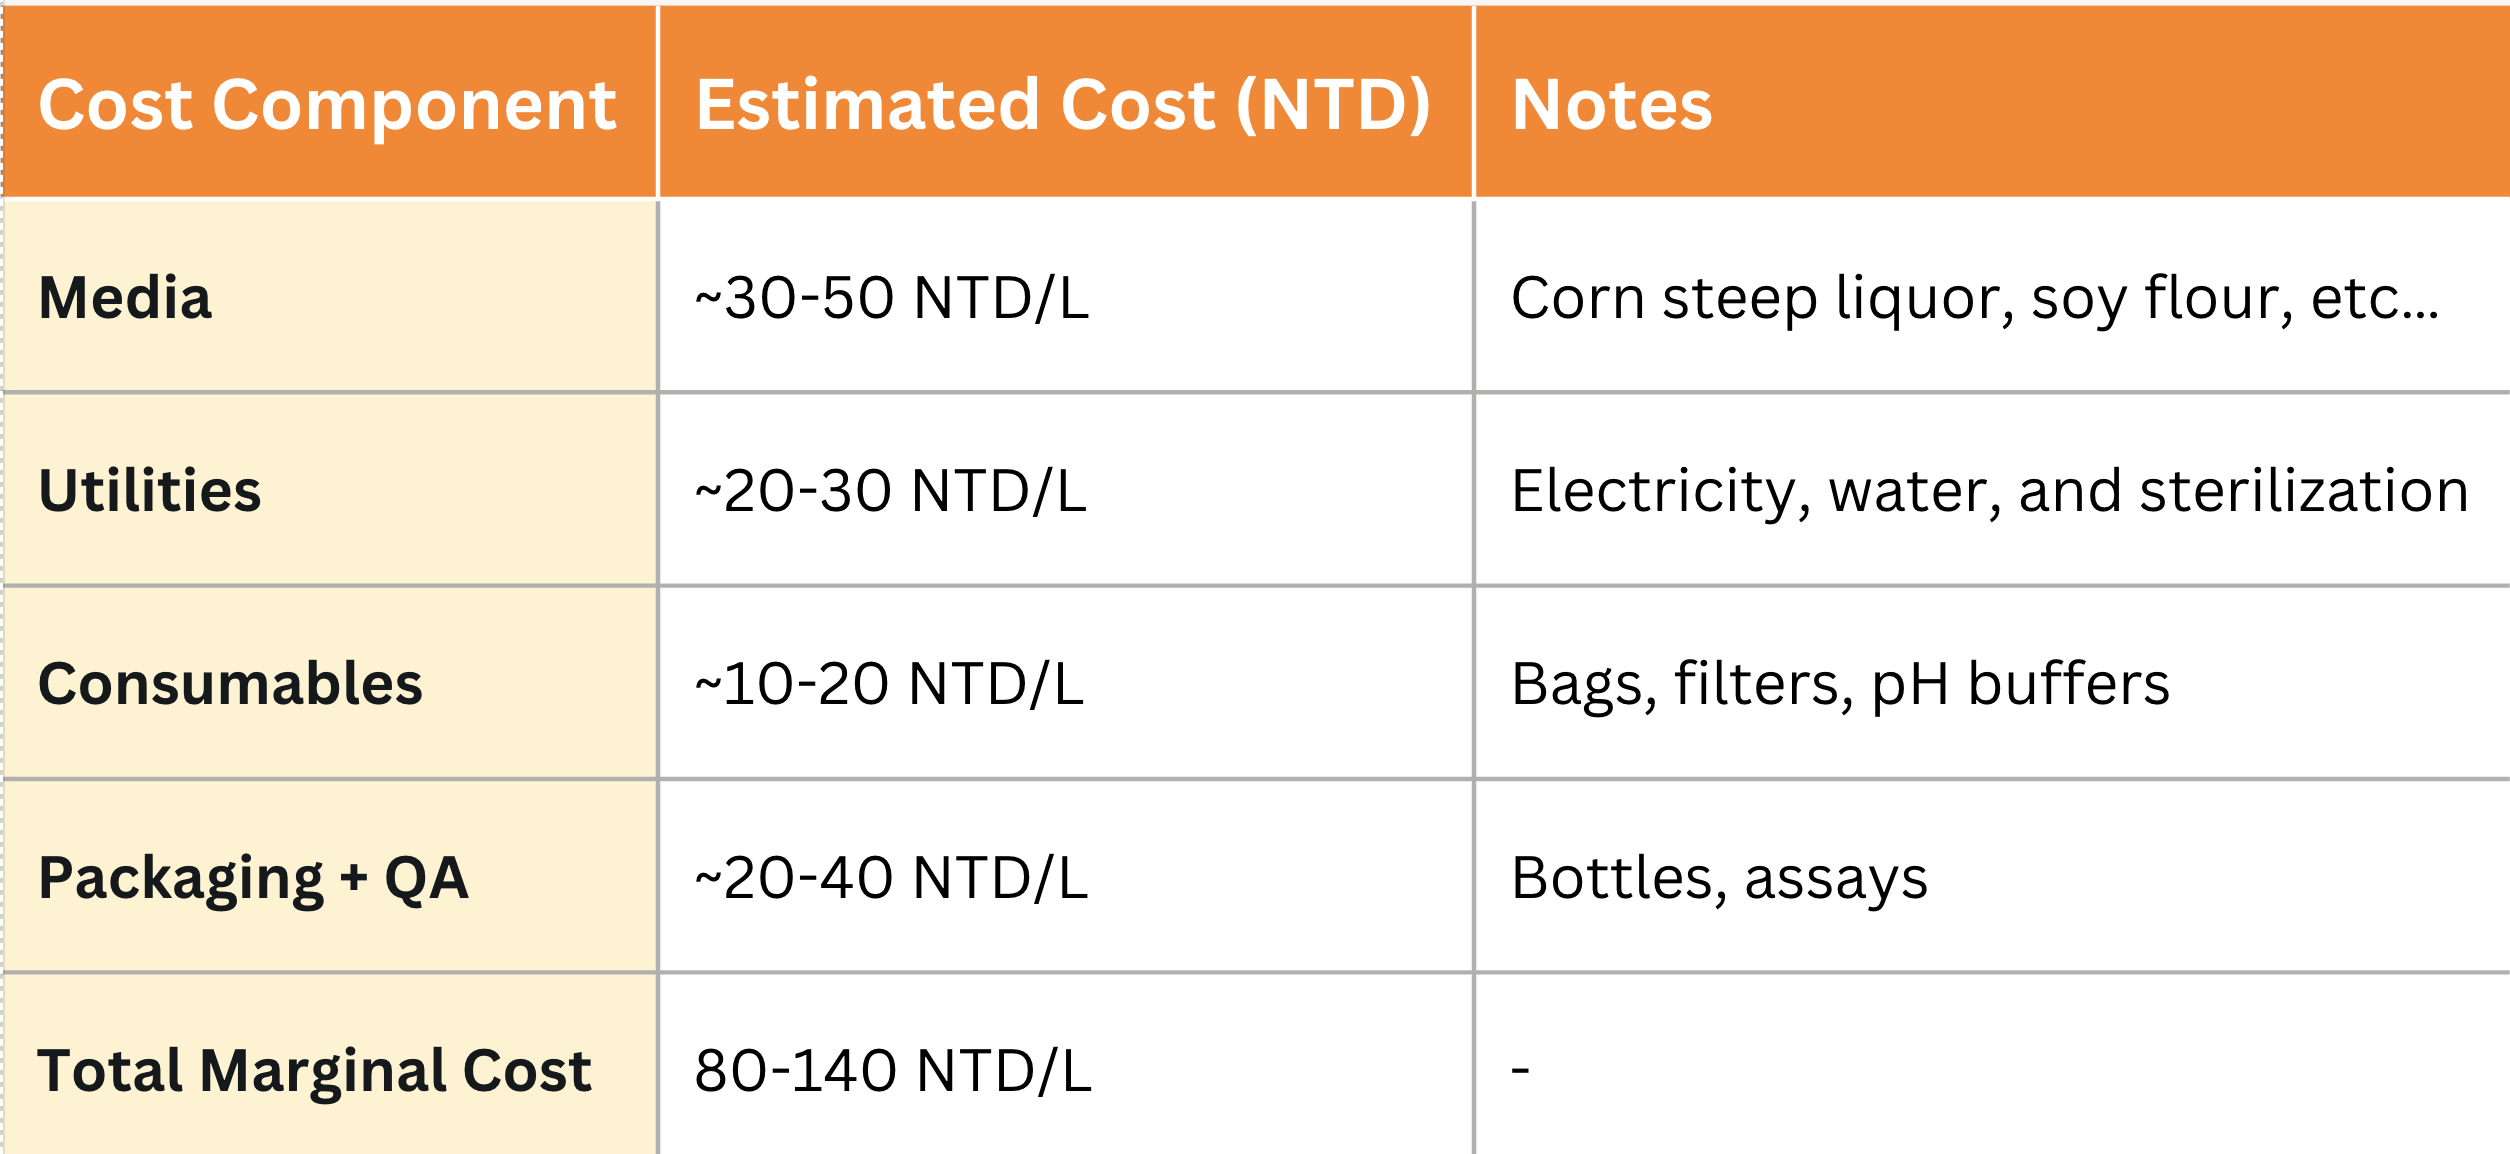 Cost Component Estimated Cost (NTD) Notes
Media ~30-50 NTD/L Corn steep liquor, soy flour, etc...
Utilities ~20-30 NTD/L Electricity, water, and sterilization
Consumables ~10-20 NTD/L Bags, filters, pH buffers
Packaging + QA ~20-40 NTD/L Bottles, assays
Total Marginal Cost 80-140 NTD/L -